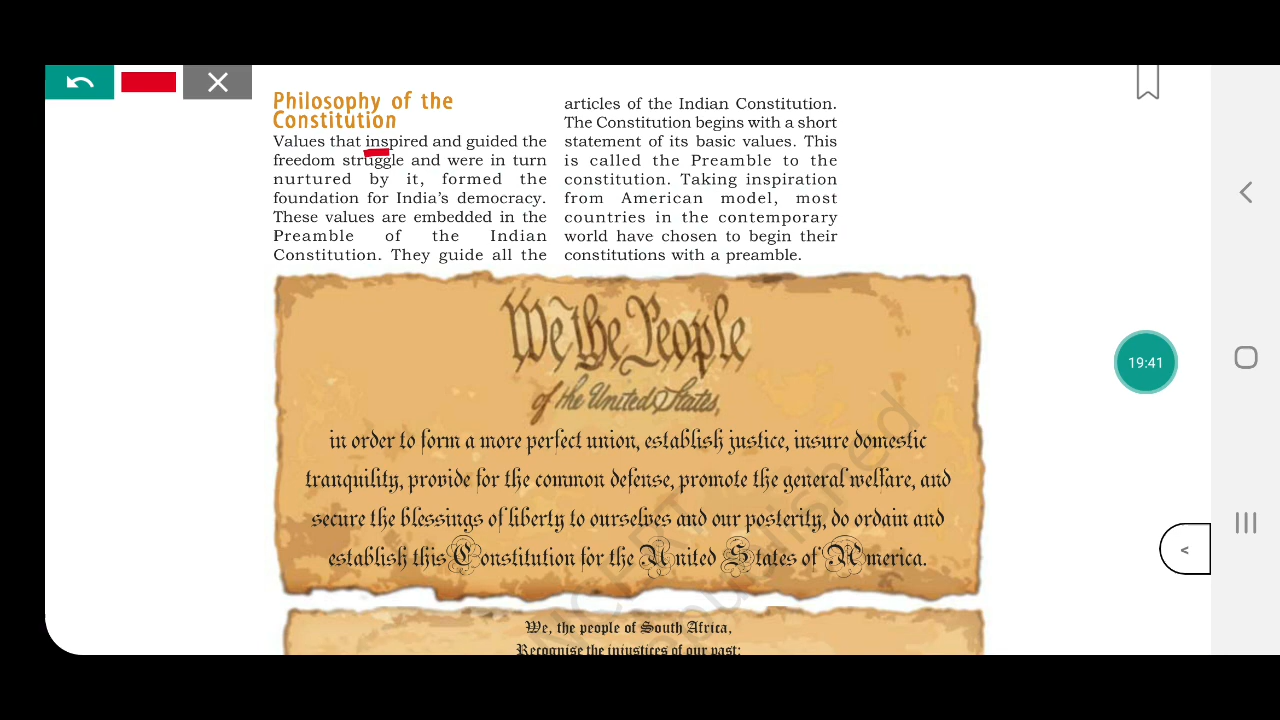 Philosophy of the
Constitution
Values that inspired and guided the
freedom struggle and were in turn
nurtured by it, formed the
foundation for India's democracy.
These values are embedded in the
Preamble of the Indian
Constitution. They guide all the
articles of the Indian Constitution.
The Constitution begins with a short
statement of its basic values. This
is called the Preamble to the
constitution. Taking inspiration
from American model, most
countries in the contemporary
world have chosen to begin their
constitutions with a preamble.
We the People
of the United States,
in order to form a more perfect union, establish justice, insure domestic
tranquility, provide for the common defense, promote the general welfare, and
secure the blessings of liberty to ourselves and our posterity, do ordain and
establish this Constitution for the United States of America.
We, the people of South Africa,
Recognise the injustices of our past;
19:41
<